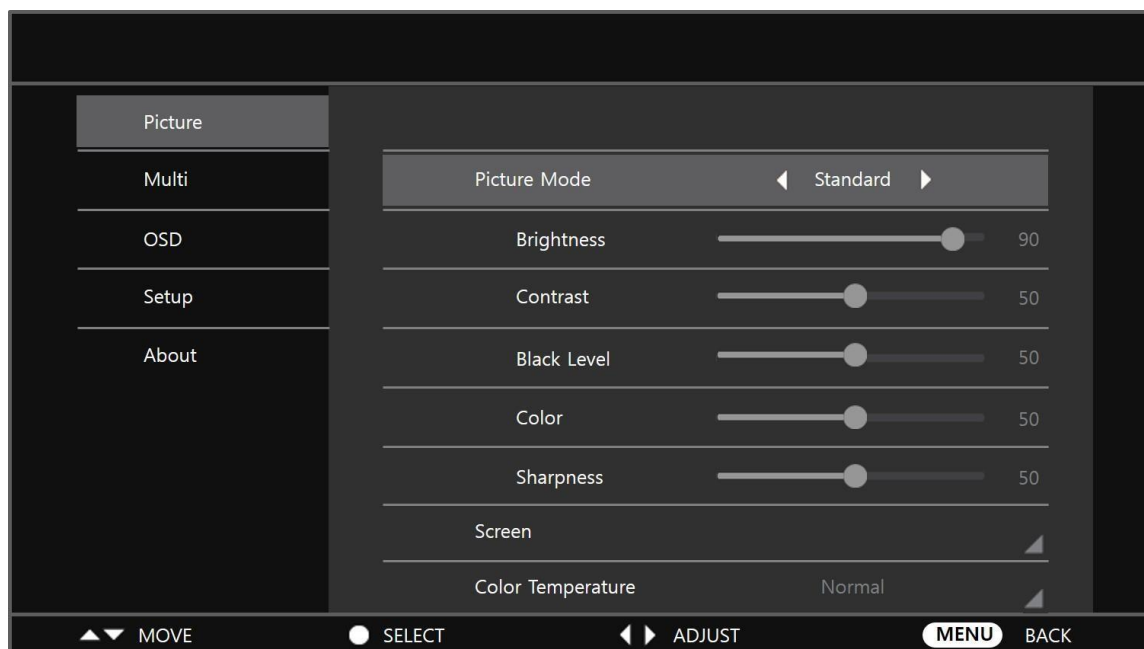 Picture
Multi
OSD
Setup
About
Picture Mode Standard
Brightness 90
Contrast 50
Black Level 50
Color 50
Sharpness 50
Screen
Color Temperature Normal
MOVE SELECT ADJUST MENU BACK